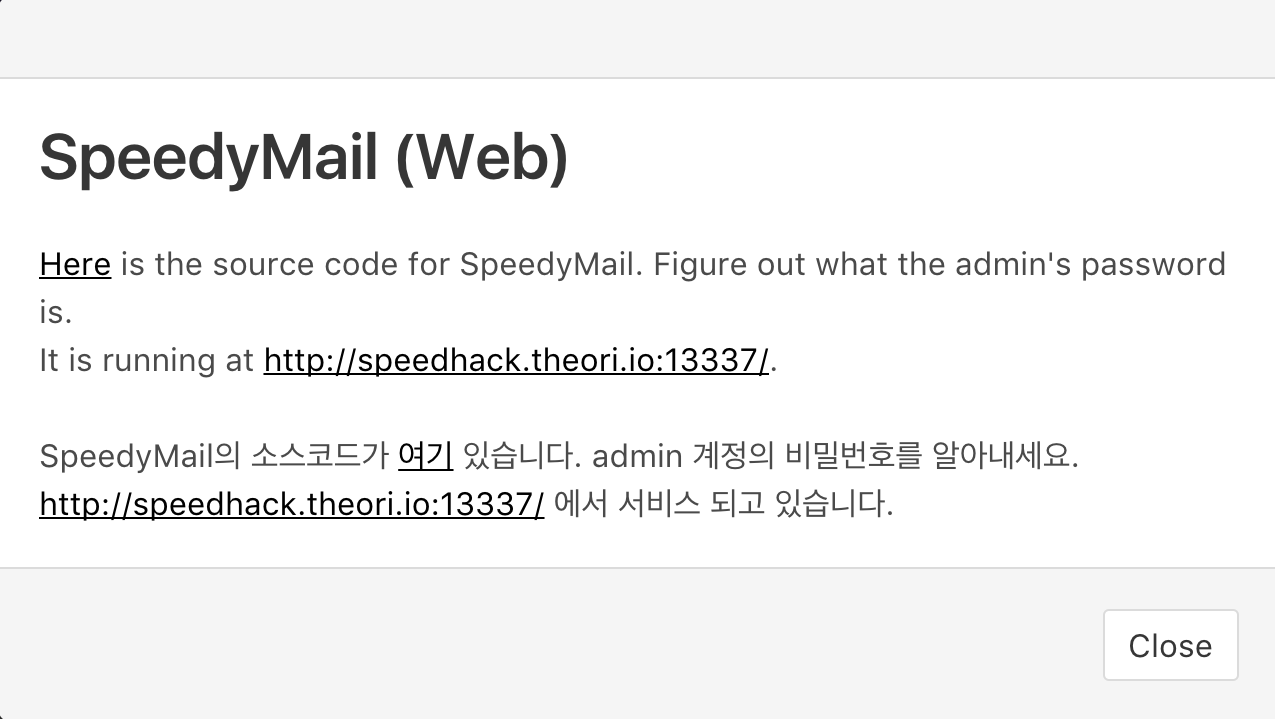 SpeedyMail (Web)
Here is the source code for SpeedyMail. Figure out what the admin's password
is.
It is running at http://speedhack.theori.io:13337/.
SpeedyMail의 소스코드가 여기 있습니다. admin 계정의 비밀번호를 알아내세요.
http://speedhack.theori.io:13337/ 에서 서비스 되고 있습니다.
Close